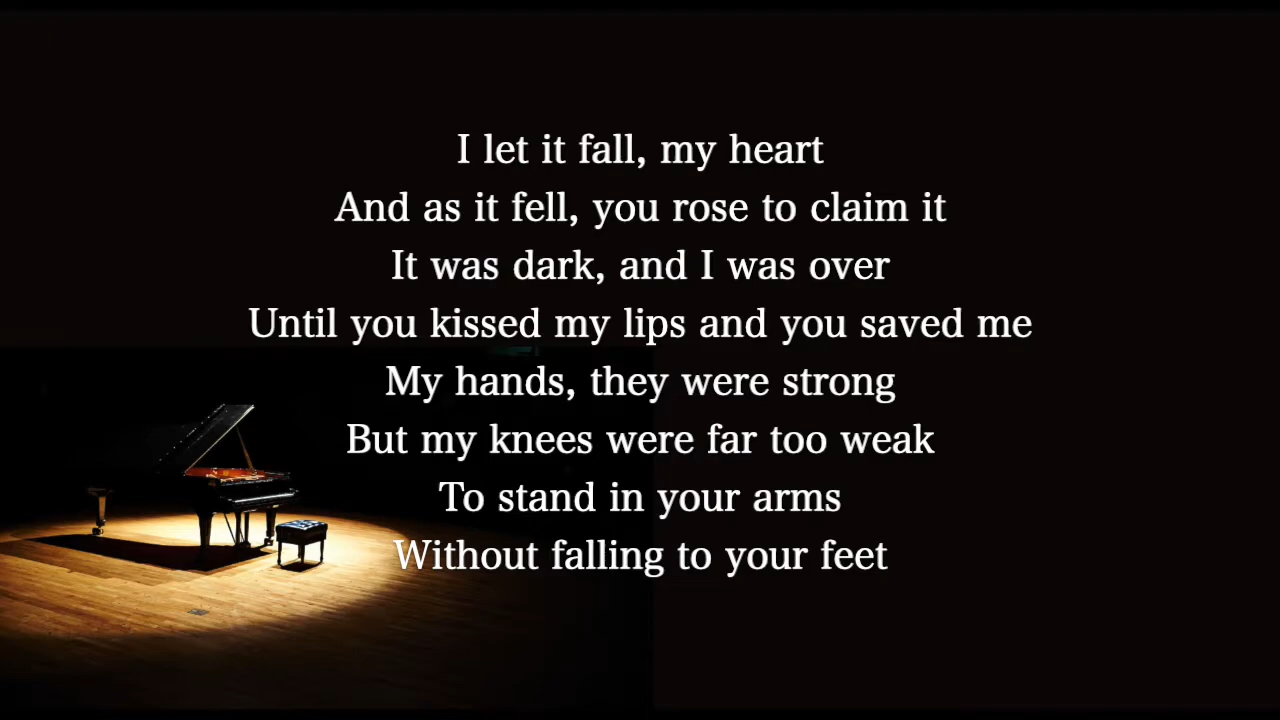 I let it fall, my heart
And as it fell, you rose to claim it
It was dark, and I was over
Until you kissed my lips and you saved me
My hands, they were strong
But my knees were far too weak
To stand in your arms
Without falling to your feet